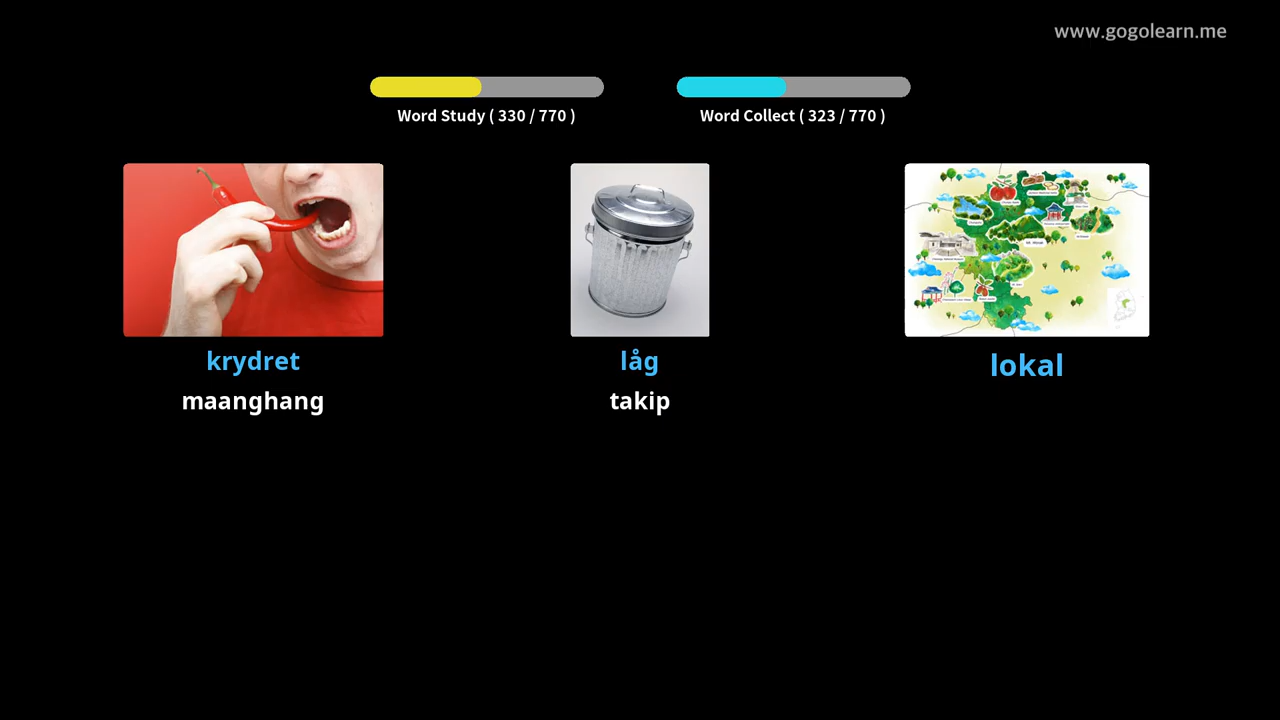 www.gogolearn.me
Word Study ( 330 / 770 )
Word Collect ( 323 / 770 )
krydret
maanghang
låg
takip
lokal